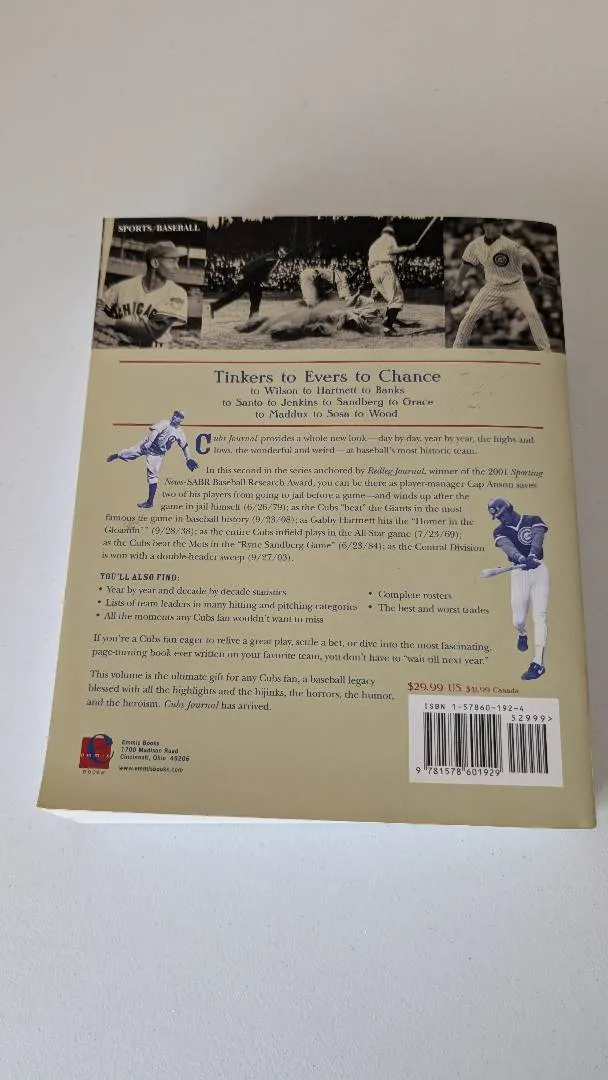 SPORTS/BASEBALL
CHICAG
Tinkers to Evers to Chance
to Wilson to Hartnett to Banks
to Santo to Jenkins to Sandberg to Grace
to Maddux to Sosa to Wood
Cubs Journal provides a whole new look—day by day, year by year, the highs and
lows, the wonderful and weird—at baseball's most historic team.
In this second in the series anchored by Redleg Journal, winner of the 2001 Sporting
News-SABR Baseball Research Award, you can be there as player-manager Cap Anson saves
two of his players from going to jail before a game—and winds up after the
game in jail himself (6/26/79); as the Cubs "beat" the Giants in the most
famous tie game in baseball history (9/23/08); as Gabby Hartnett hits the "Homer in the
Gloamin'" (9/28/38); as the entire Cubs infield plays in the All-Star game (7/23/69);
as the Cubs beat the Mets in the "Ryne Sandberg Game" (6/23/84); as the Central Division
is won with a double-header sweep (9/27/03).
YOU'LL ALSO FIND:
• Year by year and decade by decade statistics
• Lists of team leaders in many hitting and pitching categories
• All the moments any Cubs fan wouldn't want to miss
• Complete rosters
• The best and worst trades
If you're a Cubs fan eager to relive a great play, settle a bet, or dive into the most fascinating,
page-turning book ever written on your favorite team, you don't have to "wait till next year."
This volume is the ultimate gift for any Cubs fan, a baseball legacy
blessed with all the highlights and the hijinks, the horrors, the humor,
and the heroism. Cubs Journal has arrived.
$29.99 US $41.99 Canada
ISBN 1-57860-192-4
52999>
9 781578 601929
emmis
BOOKS
Emmis Books
1700 Madison Road
Cincinnati, Ohio 45206
www.emmisbooks.com